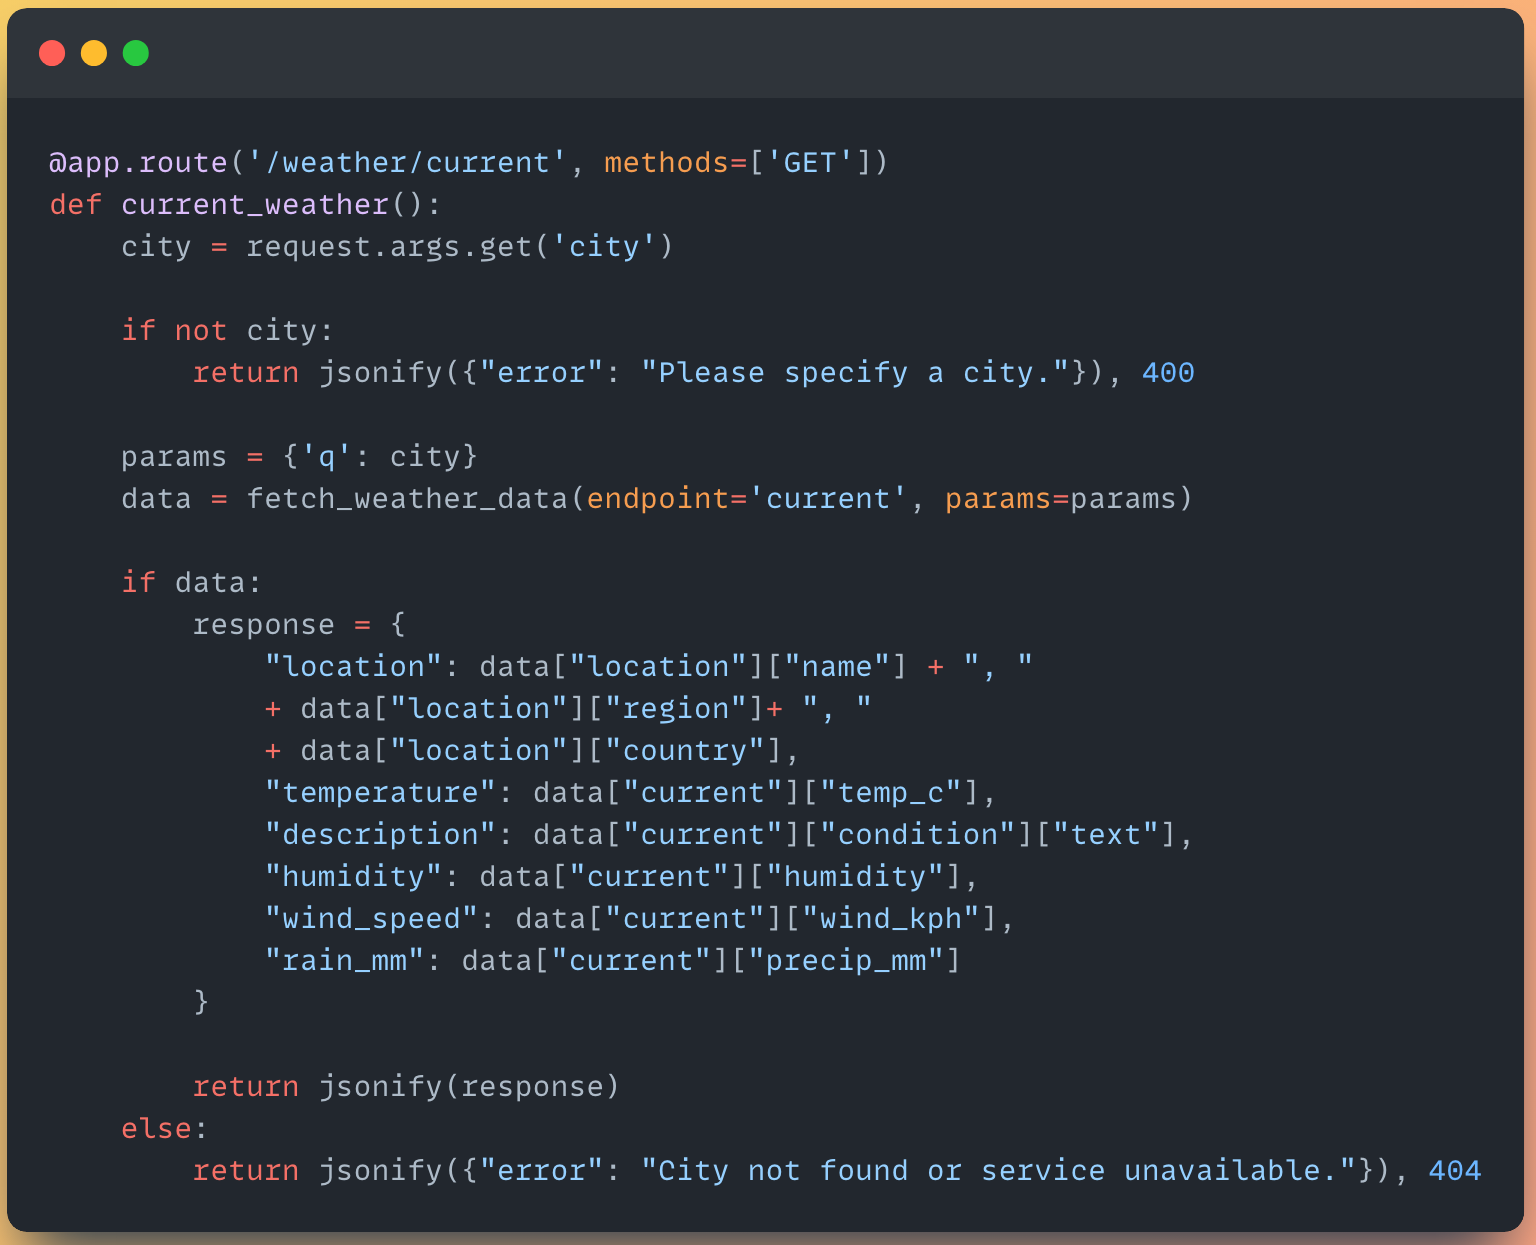 @app.route('/weather/current', methods=['GET'])
def current_weather():
    city = request.args.get('city')

    if not city:
        return jsonify({"error": "Please specify a city."}), 400

    params = {'q': city}
    data = fetch_weather_data(endpoint='current', params=params)

    if data:
        response = {
            "location": data["location"]["name"] + ", "
            + data["location"]["region"]+ ", "
            + data["location"]["country"],
            "temperature": data["current"]["temp_c"],
            "description": data["current"]["condition"]["text"],
            "humidity": data["current"]["humidity"],
            "wind_speed": data["current"]["wind_kph"],
            "rain_mm": data["current"]["precip_mm"]
        }

        return jsonify(response)
    else:
        return jsonify({"error": "City not found or service unavailable."}), 404